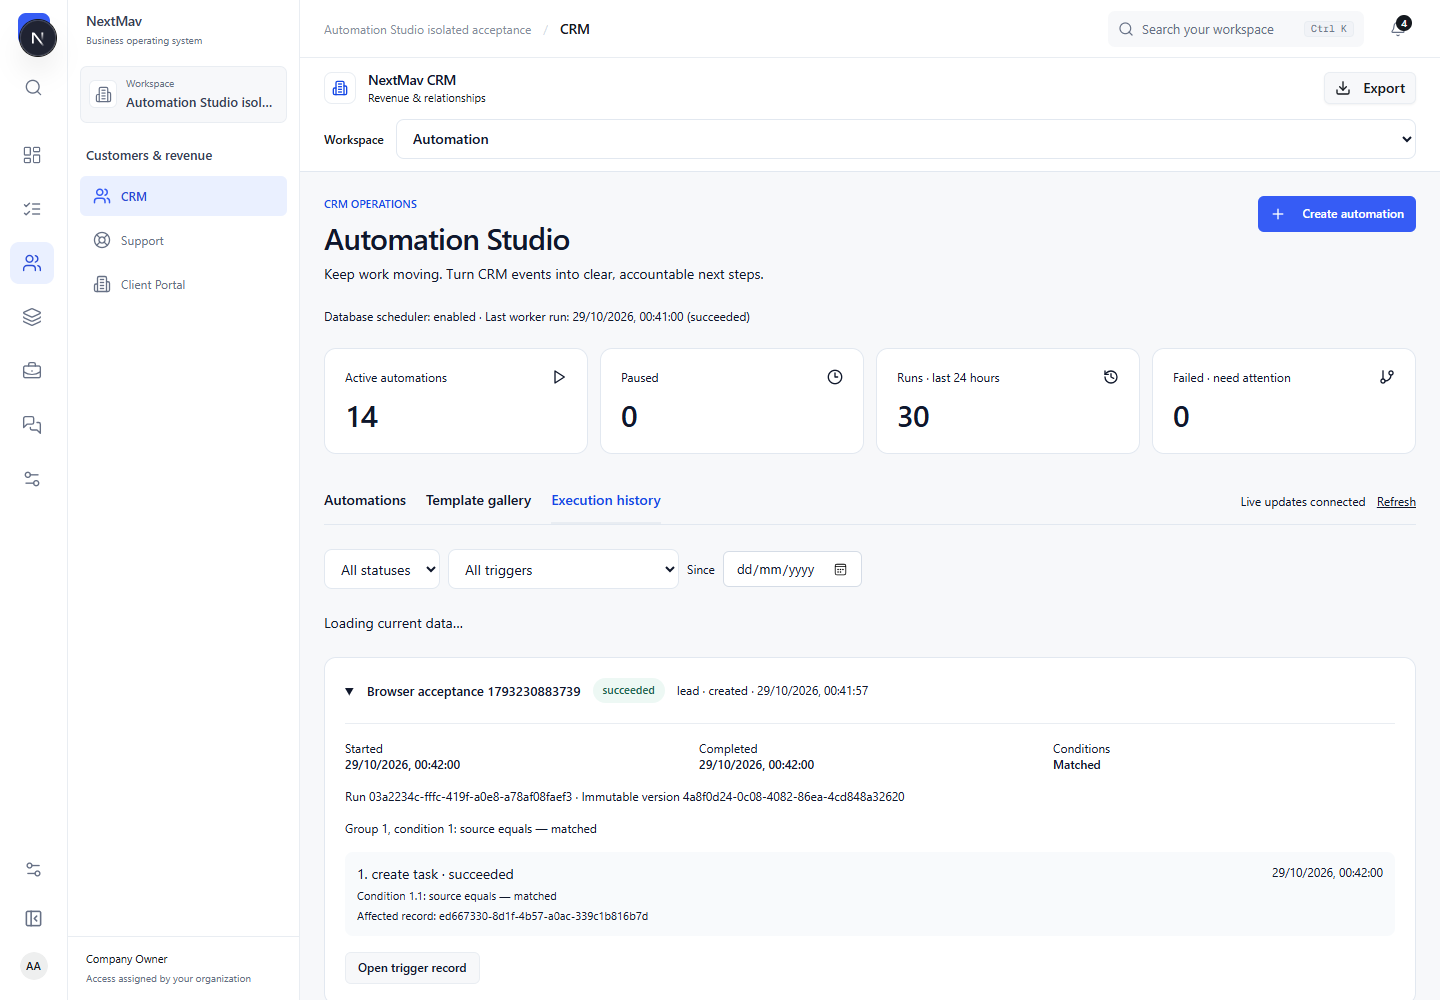 N
NextMav
Business operating system
Workspace
Automation Studio isol...
Customers & revenue
CRM
Support
Client Portal
Company Owner
Access assigned by your organization
AA
Automation Studio isolated acceptance / CRM
Search your workspace Ctrl K
4
NextMav CRM
Revenue & relationships
Export
Workspace Automation
CRM OPERATIONS
Automation Studio
Keep work moving. Turn CRM events into clear, accountable next steps.
Create automation
Database scheduler: enabled · Last worker run: 29/10/2026, 00:41:00 (succeeded)
Active automations
14
Paused
0
Runs · last 24 hours
30
Failed · need attention
0
Automations Template gallery Execution history
Live updates connected Refresh
All statuses All triggers Since dd/mm/yyyy
Loading current data...
Browser acceptance 1793230883739 succeeded lead · created · 29/10/2026, 00:41:57
Started
29/10/2026, 00:42:00
Completed
29/10/2026, 00:42:00
Conditions
Matched
Run 03a2234c-fffc-419f-a0e8-a78af08faef3 · Immutable version 4a8f0d24-0c08-4082-86ea-4cd848a32620
Group 1, condition 1: source equals — matched
1. create task · succeeded 29/10/2026, 00:42:00
Condition 1.1: source equals — matched
Affected record: ed667330-8d1f-4b57-a0ac-339c1b816b7d
Open trigger record